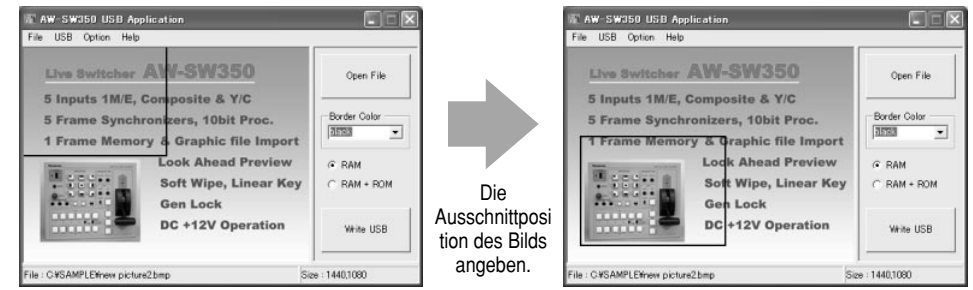 AW-SW350 USB Application
File USB Option Help
Live Switcher AW-SW350
5 Inputs 1M/E, Composite & Y/C
5 Frame Synchronizers, 10bit Proc.
1 Frame Memory & Graphic file Import
Look Ahead Preview
Soft Wipe, Linear Key
Gen Lock
DC +12V Operation
Open File
Border Color
black
RAM
RAM + ROM
Write USB
File : C:¥SAMPLE¥new picture2.bmp
Size : 1440,1080
Die
Ausschnittposi
tion des Bilds
angeben.
AW-SW350 USB Application
File USB Option Help
Live Switcher AW-SW350
5 Inputs 1M/E, Composite & Y/C
5 Frame Synchronizers, 10bit Proc.
1 Frame Memory & Graphic file Import
Look Ahead Preview
Soft Wipe, Linear Key
Gen Lock
DC +12V Operation
Open File
Border Color
black
RAM
RAM + ROM
Write USB
File : C:¥SAMPLE¥new picture2.bmp
Size : 1440,1080